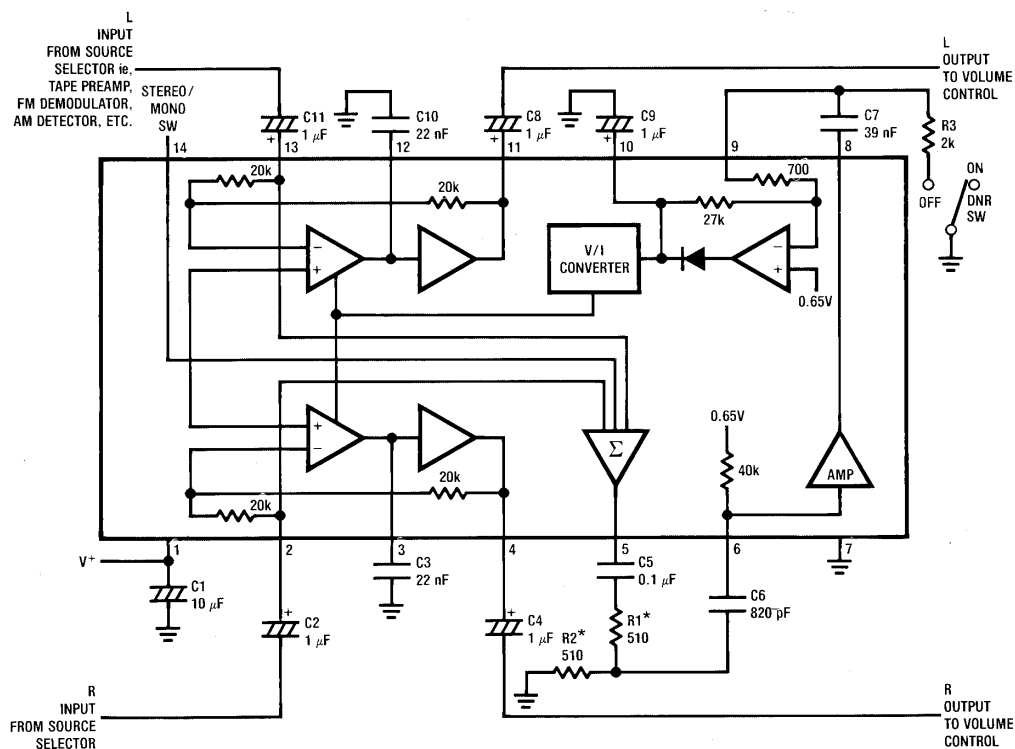 L
INPUT
FROM SOURCE
SELECTOR ie,
TAPE PREAMP,
FM DEMODULATOR,
AM DETECTOR, ETC.
STEREO/
MONO
SW
14
C11
1 µF
+
13
C10
22 nF
12
C8
1 µF
+
11
C9
1 µF
+
10
9
C7
39 nF
8
L
OUTPUT
TO VOLUME
CONTROL
R3
2k
OFF
ON
DNR
SW
20k
20k
700
27k
−
+
V/I
CONVERTER
−
+
0.65V
+
−
Σ
0.65V
40k
AMP
20k
20k
V+
1
2
3
4
5
6
7
C1
10 µF
C2
1 µF
+
C3
22 nF
C4
1 µF
+
C5
0.1 µF
R1*
510
R2*
510
C6
820 pF
R
INPUT
FROM SOURCE
SELECTOR
R
OUTPUT
TO VOLUME
CONTROL